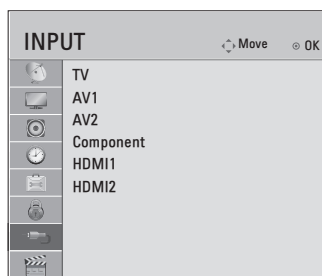 INPUT
Move
OK
TV
AV1
AV2
Component
HDMI1
HDMI2